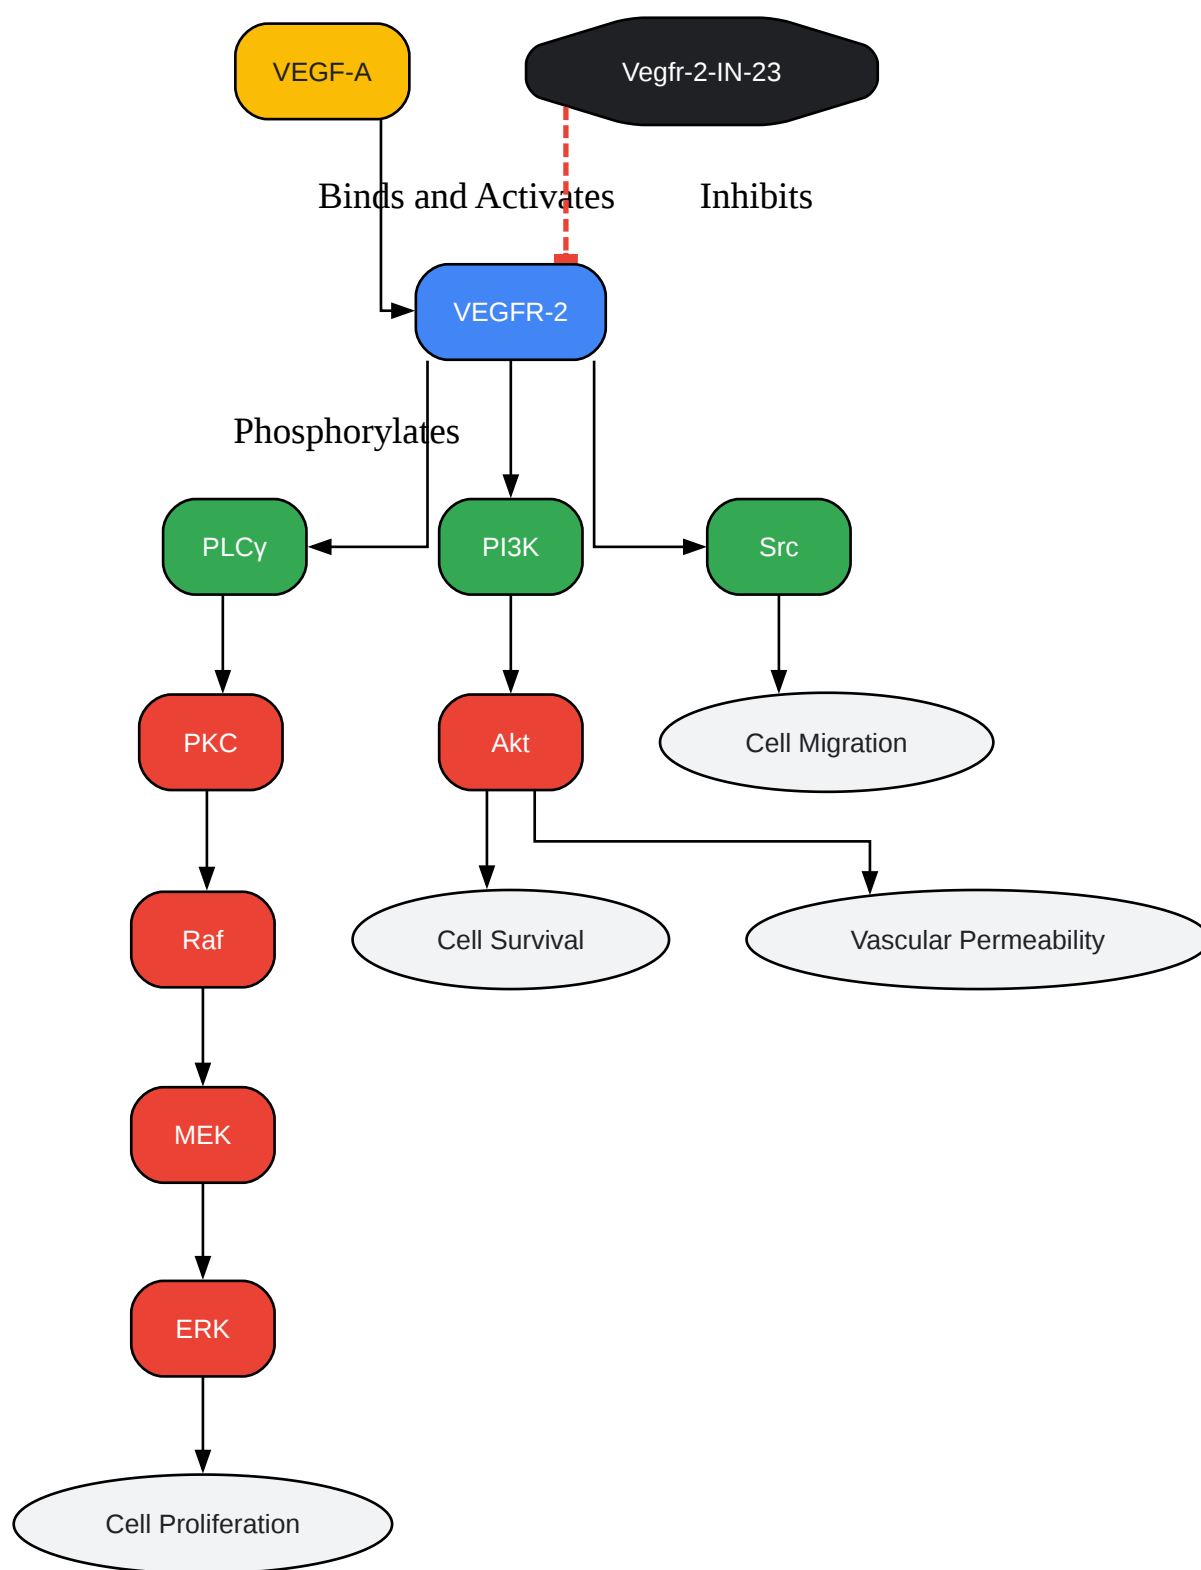 VEGF-A
Vegfr-2-IN-23
Binds and Activates
Inhibits
VEGFR-2
Phosphorylates
PLCγ
PI3K
Src
PKC
Akt
Cell Migration
Raf
Cell Survival
Vascular Permeability
MEK
ERK
Cell Proliferation